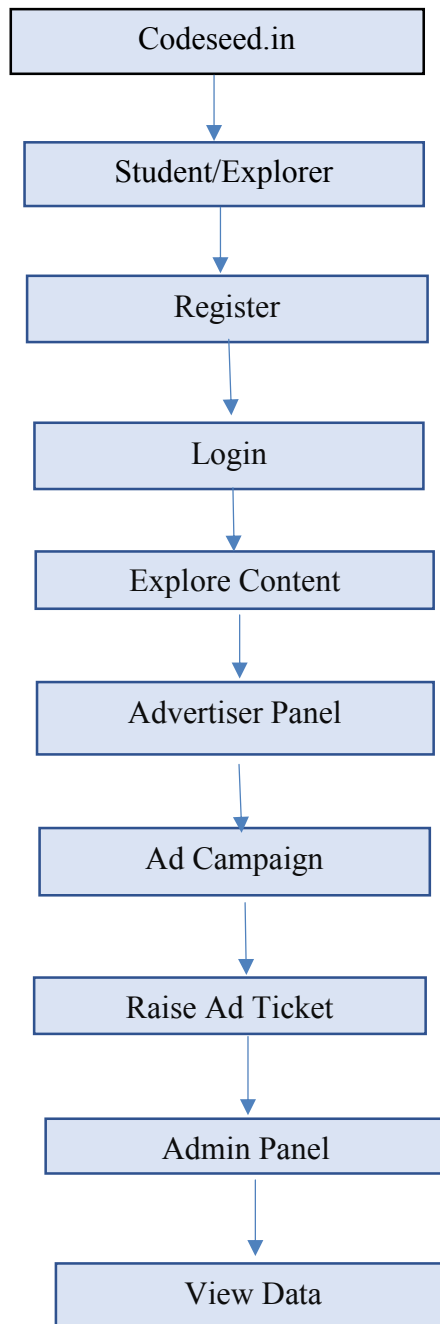 Codeseed.in
Student/Explorer
Register
Login
Explore Content
Advertiser Panel
Ad Campaign
Raise Ad Ticket
Admin Panel
View Data